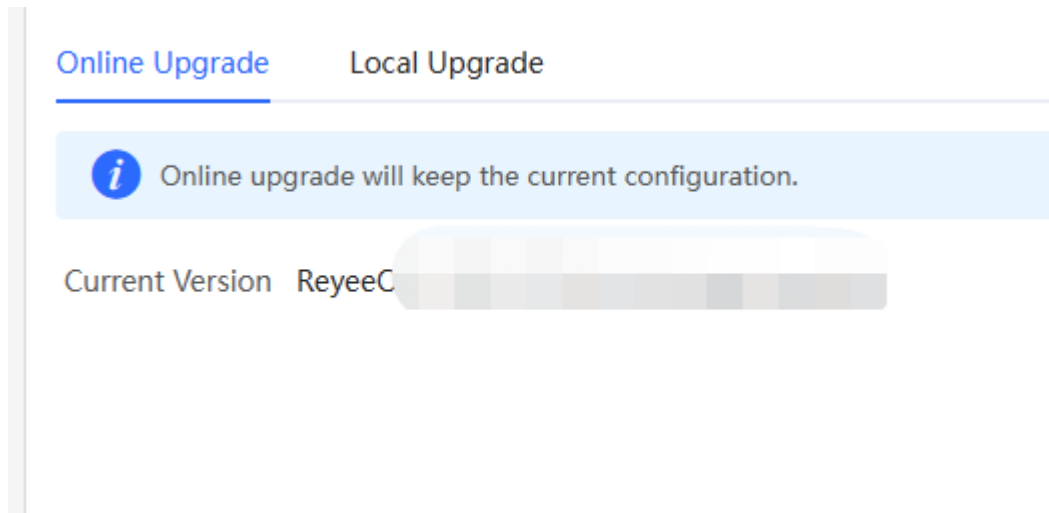 Online Upgrade Local Upgrade
i Online upgrade will keep the current configuration.
Current Version